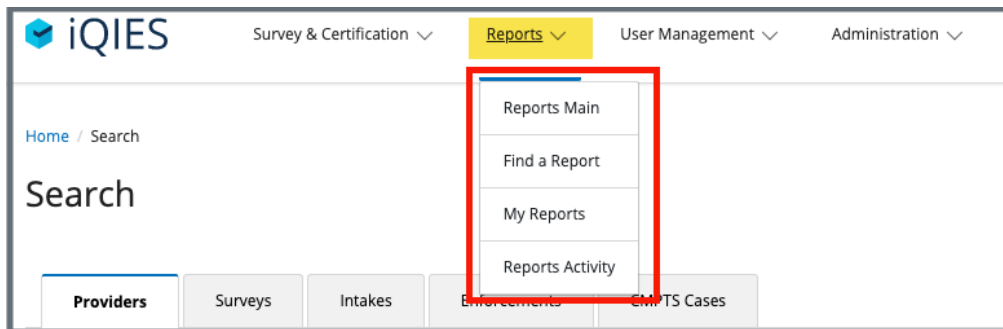 iQIES Survey & Certification Reports User Management Administration
Reports Main
Home / Search
Find a Report
Search
My Reports
Reports Activity
Providers Surveys Intakes Enforcements CMPTS Cases